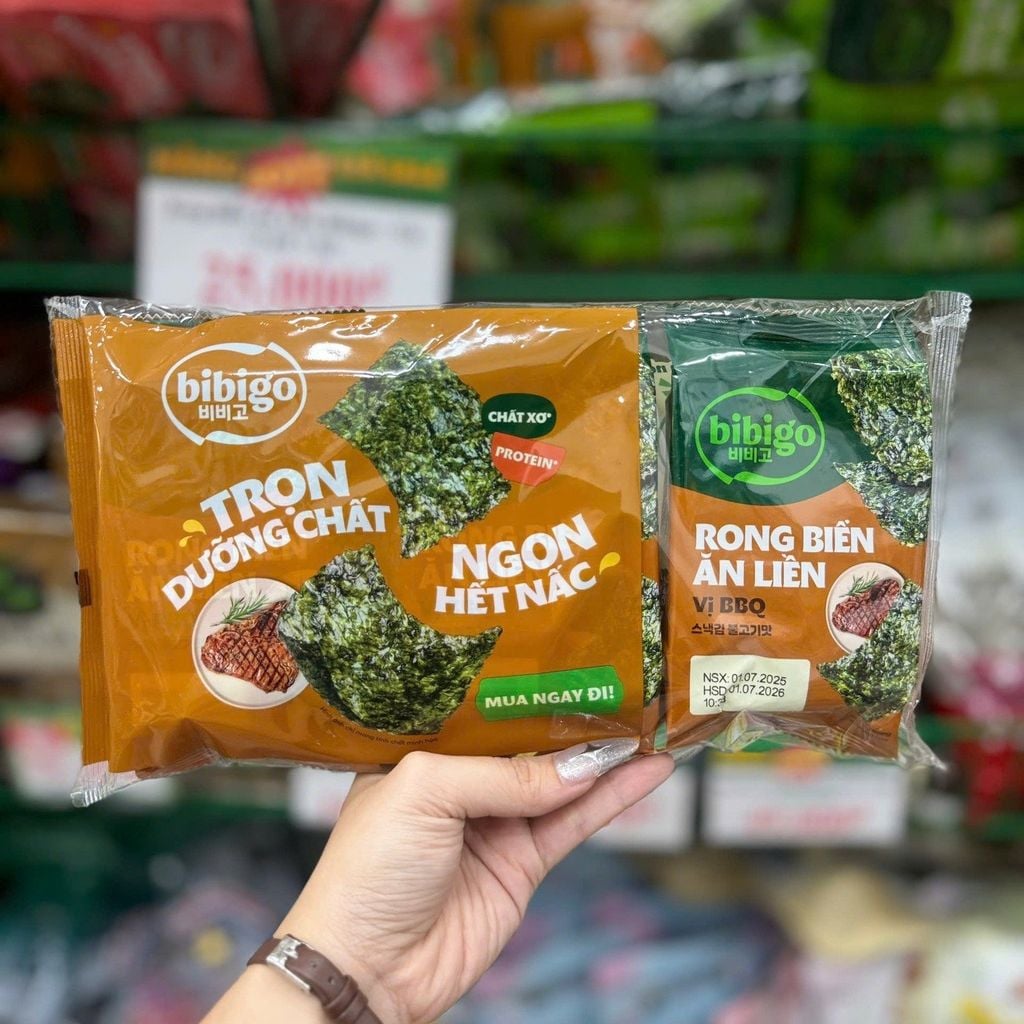 bibigo
비비고
CHẤT XƠ*
PROTEIN*
TRỌN
DƯỠNG CHẤT
NGON
HẾT NẤC
MUA NGAY ĐI!
bibigo
비비고
RONG BIỂN
ĂN LIỀN
Vị BBQ
스낵김 불고기맛
NSX: 01.07.2025
HSD 01.07.2026